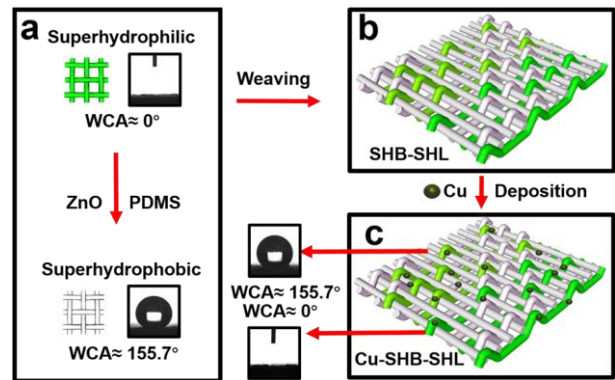 a
Superhydrophilic
WCA≈ 0°
ZnO PDMS
Superhydrophobic
WCA≈ 155.7°
Weaving
b
SHB-SHL
Cu Deposition
c
WCA≈ 155.7°
WCA≈ 0°
Cu-SHB-SHL